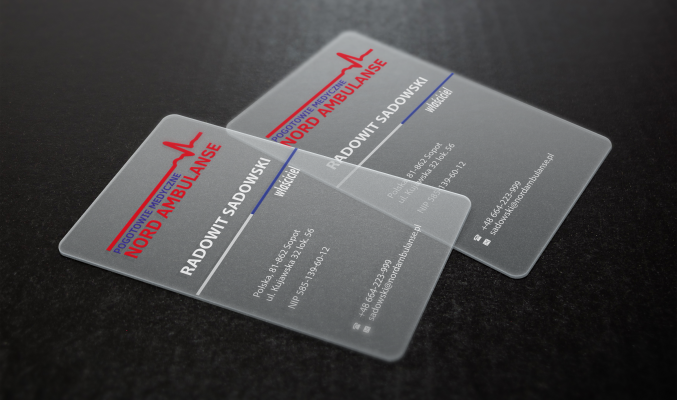 POGOTOWIE MEDYCZNE
NORD AMBULANSE
RADOWIT SADOWSKI
właściciel
Polska, 81-862 Sopot
ul. Kujawska 32 lok. 56
NIP 585-139-60-12
+48 664-223-999
sadowski@nordambulanse.pl
POGOTOWIE MEDYCZNE
NORD AMBULANSE
RADOWIT SADOWSKI
właściciel
Polska, 81-862 Sopot
ul. Kujawska 32 lok. 56
NIP 585-139-60-12
+48 664-223-999
sadowski@nordambulanse.pl